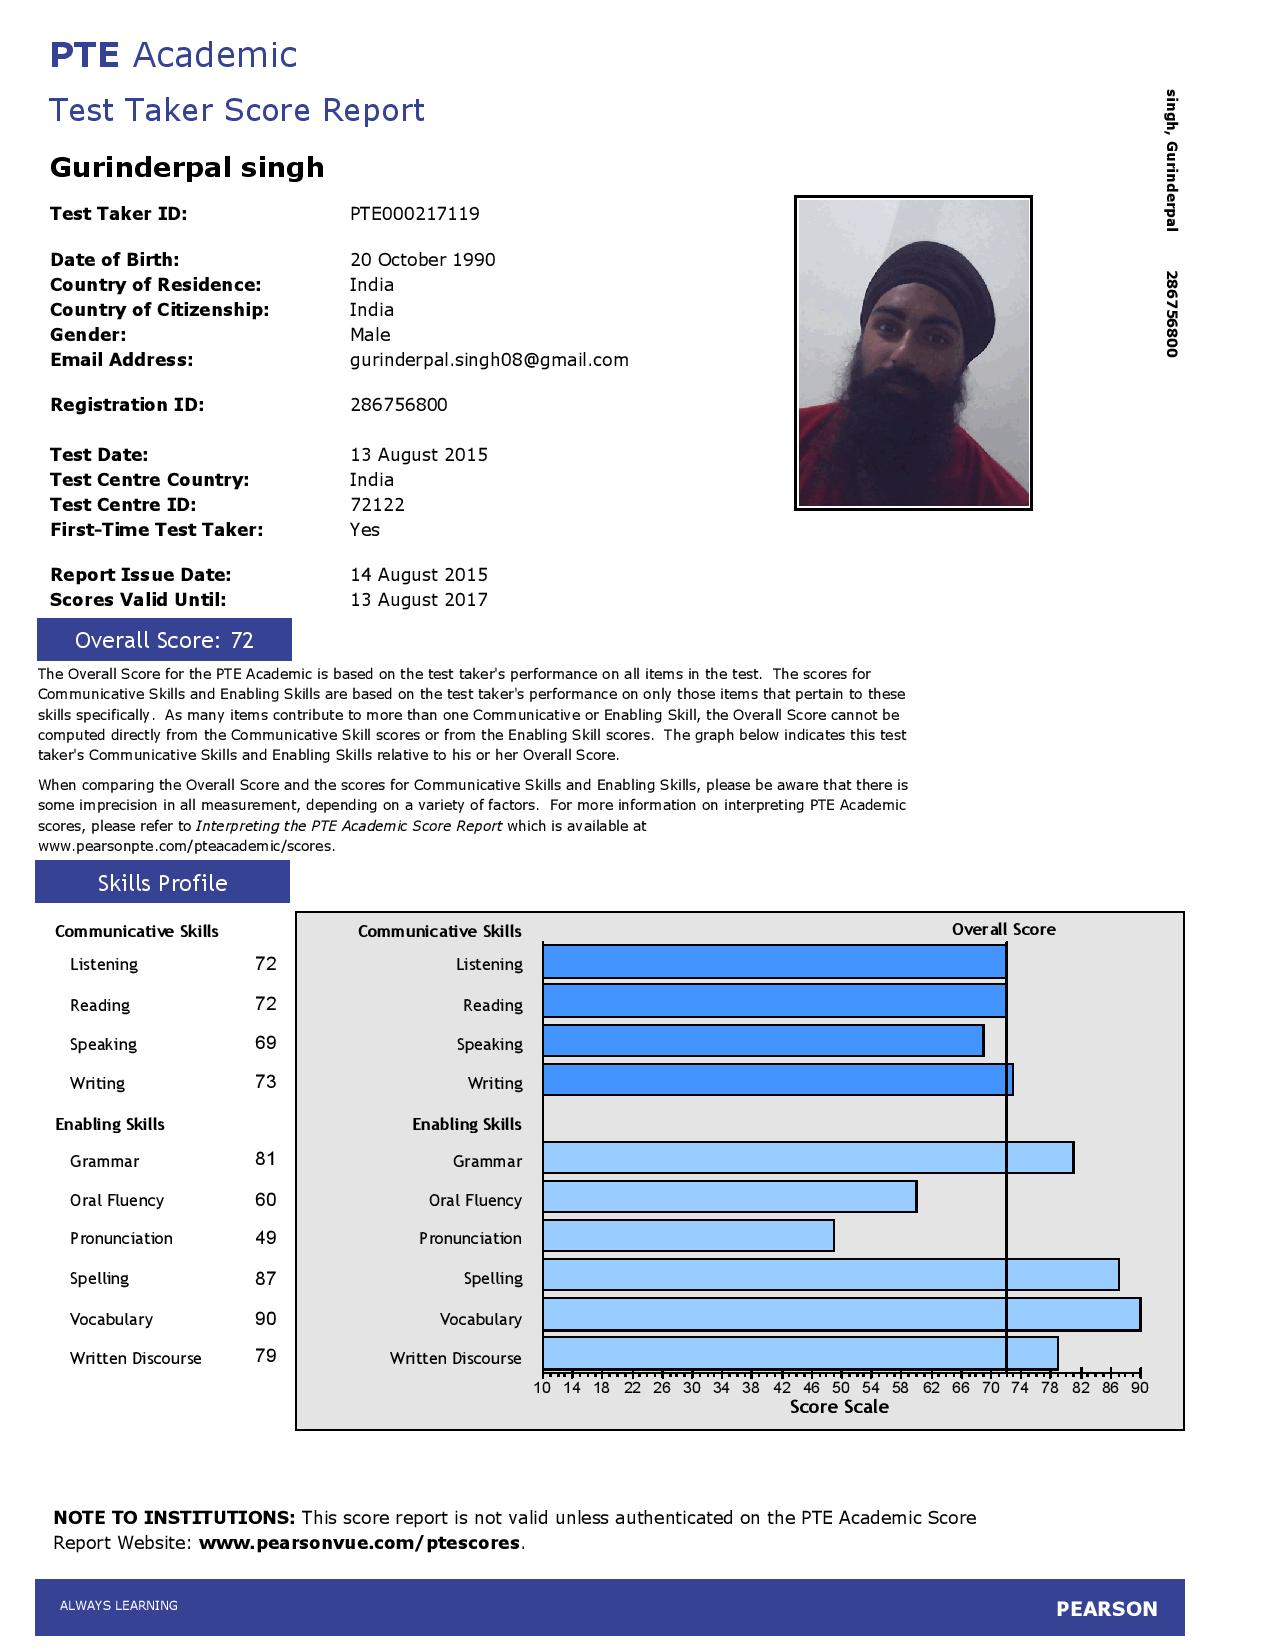 PTE Academic
Test Taker Score Report
Gurinderpal singh
singh, Gurinderpal 286756800
Test Taker ID: PTE000217119
Date of Birth: 20 October 1990
Country of Residence: India
Country of Citizenship: India
Gender: Male
Email Address: gurinderpal.singh08@gmail.com
Registration ID: 286756800
Test Date: 13 August 2015
Test Centre Country: India
Test Centre ID: 72122
First-Time Test Taker: Yes
Report Issue Date: 14 August 2015
Scores Valid Until: 13 August 2017
Overall Score: 72
The Overall Score for the PTE Academic is based on the test taker's performance on all items in the test. The scores for
Communicative Skills and Enabling Skills are based on the test taker's performance on only those items that pertain to these
skills specifically. As many items contribute to more than one Communicative or Enabling Skill, the Overall Score cannot be
computed directly from the Communicative Skill scores or from the Enabling Skill scores. The graph below indicates this test
taker's Communicative Skills and Enabling Skills relative to his or her Overall Score.
When comparing the Overall Score and the scores for Communicative Skills and Enabling Skills, please be aware that there is
some imprecision in all measurement, depending on a variety of factors. For more information on interpreting PTE Academic
scores, please refer to Interpreting the PTE Academic Score Report which is available at
www.pearsonpte.com/pteacademic/scores.
Skills Profile
Communicative Skills
Listening 72
Reading 72
Speaking 69
Writing 73
Enabling Skills
Grammar 81
Oral Fluency 60
Pronunciation 49
Spelling 87
Vocabulary 90
Written Discourse 79
Communicative Skills
Overall Score
Listening
Reading
Speaking
Writing
Enabling Skills
Grammar
Oral Fluency
Pronunciation
Spelling
Vocabulary
Written Discourse
10 14 18 22 26 30 34 38 42 46 50 54 58 62 66 70 74 78 82 86 90
Score Scale
NOTE TO INSTITUTIONS: This score report is not valid unless authenticated on the PTE Academic Score
Report Website: www.pearsonvue.com/ptescores.
ALWAYS LEARNING
PEARSON